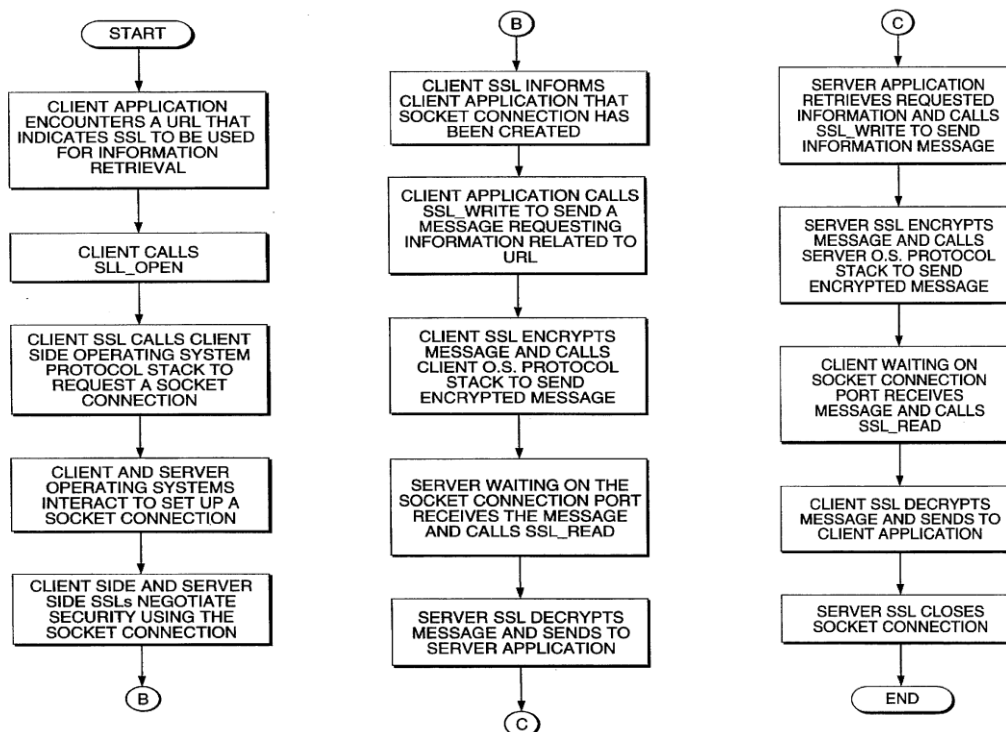 START
CLIENT APPLICATION
ENCOUNTERS A URL THAT
INDICATES SSL TO BE USED
FOR INFORMATION
RETRIEVAL
CLIENT CALLS
SLL_OPEN
CLIENT SSL CALLS CLIENT
SIDE OPERATING SYSTEM
PROTOCOL STACK TO
REQUEST A SOCKET
CONNECTION
CLIENT AND SERVER
OPERATING SYSTEMS
INTERACT TO SET UP A
SOCKET CONNECTION
CLIENT SIDE AND SERVER
SIDE SSLs NEGOTIATE
SECURITY USING THE
SOCKET CONNECTION
B
B
CLIENT SSL INFORMS
CLIENT APPLICATION THAT
SOCKET CONNECTION HAS
BEEN CREATED
CLIENT APPLICATION CALLS
SSL_WRITE TO SEND A
MESSAGE REQUESTING
INFORMATION RELATED TO
URL
CLIENT SSL ENCRYPTS
MESSAGE AND CALLS
CLIENT O.S. PROTOCOL
STACK TO SEND
ENCRYPTED MESSAGE
SERVER WAITING ON THE
SOCKET CONNECTION PORT
RECEIVES THE MESSAGE
AND CALLS SSL_READ
SERVER SSL DECRYPTS
MESSAGE AND SENDS TO
SERVER APPLICATION
C
C
SERVER APPLICATION
RETRIEVES REQUESTED
INFORMATION AND CALLS
SSL_WRITE TO SEND
INFORMATION MESSAGE
SERVER SSL ENCRYPTS
MESSAGE AND CALLS
SERVER O.S. PROTOCOL
STACK TO SEND
ENCRYPTED MESSAGE
CLIENT WAITING ON
SOCKET CONNECTION
PORT RECEIVES
MESSAGE AND CALLS
SSL_READ
CLIENT SSL DECRYPTS
MESSAGE AND SENDS TO
CLIENT APPLICATION
SERVER SSL CLOSES
SOCKET CONNECTION
END